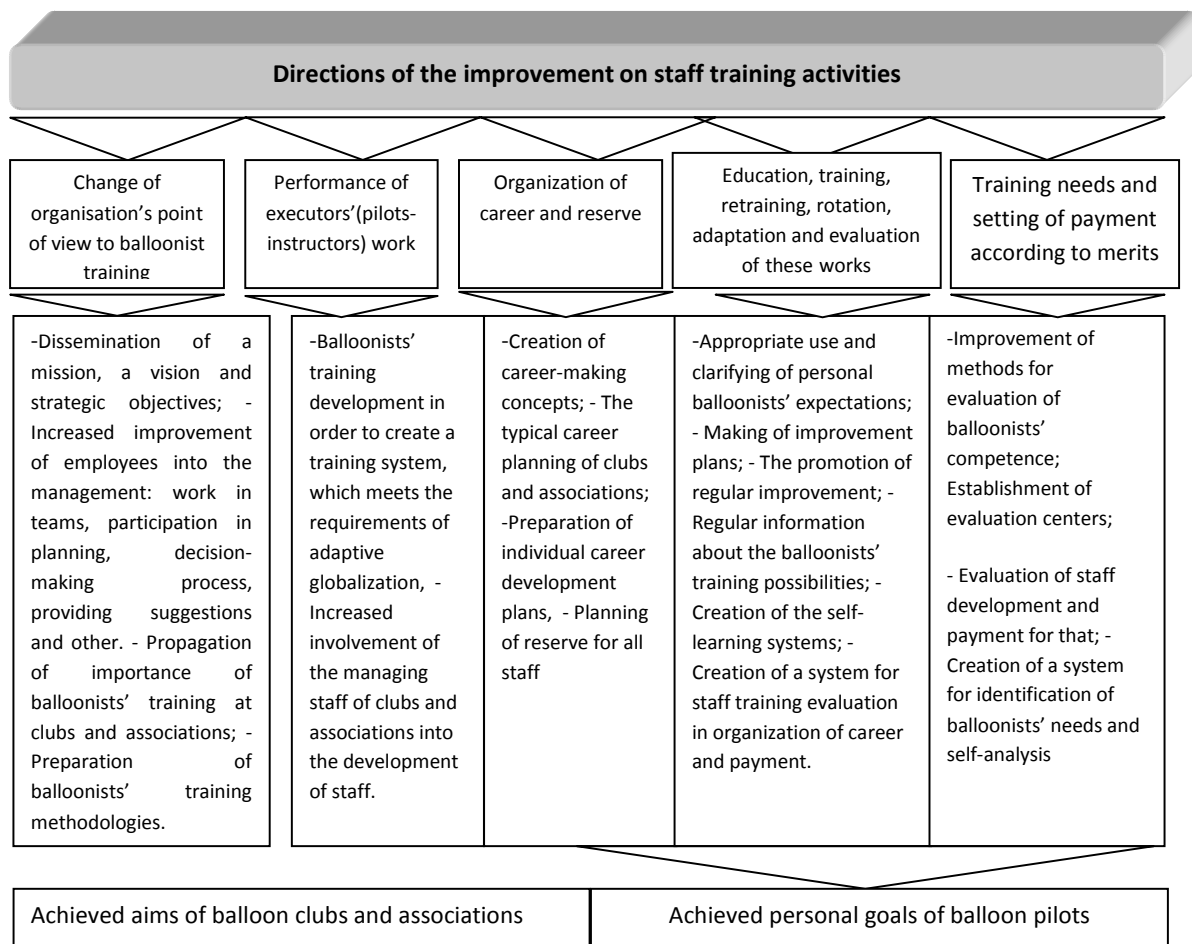 Directions of the improvement on staff training activities
Change of
organisation's point
of view to balloonist
training
Performance of
executors'(pilots-
instructors) work
Organization of
career and reserve
Education, training,
retraining, rotation,
adaptation and evaluation
of these works
Training needs and
setting of payment
according to merits
-Dissemination of a
mission, a vision and
strategic objectives; -
Increased improvement
of employees into the
management: work in
teams, participation in
planning, decision-
making process,
providing suggestions
and other. - Propagation
of importance of
balloonists' training at
clubs and associations; -
Preparation of
balloonists' training
methodologies.
-Balloonists'
training
development in
order to create a
training system,
which meets the
requirements of
adaptive
globalization, -
Increased
involvement of
the managing
staff of clubs and
associations into
the development
of staff.
-Creation of
career-making
concepts; - The
typical career
planning of clubs
and associations;
-Preparation of
individual career
development
plans, - Planning
of reserve for all
staff
-Appropriate use and
clarifying of personal
balloonists' expectations;
- Making of improvement
plans; - The promotion of
regular improvement; -
Regular information
about the balloonists'
training possibilities; -
Creation of the self-
learning systems; -
Creation of a system for
staff training evaluation
in organization of career
and payment.
-Improvement of
methods for
evaluation of
balloonists'
competence;
Establishment of
evaluation centers;
- Evaluation of staff
development and
payment for that; -
Creation of a system
for identification of
balloonists' needs and
self-analysis
Achieved aims of balloon clubs and associations
Achieved personal goals of balloon pilots